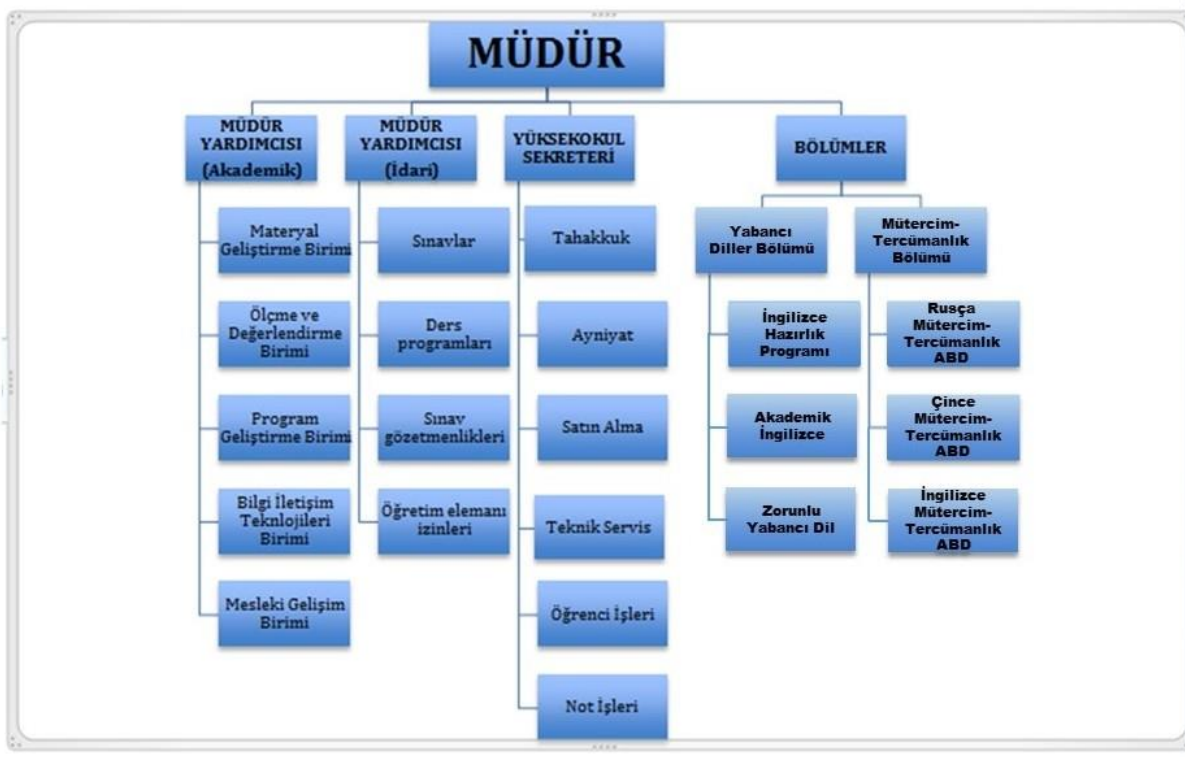 MÜDÜR
MÜDÜR
YARDIMCISI
(Akademik)
Materyal
Geliştirme Birimi
Ölçme ve
Değerlendirme
Birimi
Program
Geliştirme Birimi
Bilgi İletişim
Teknlojileri
Birimi
Mesleki Gelişim
Birimi
MÜDÜR
YARDIMCISI
(İdari)
Sınavlar
Ders
programları
Sınav
gözetmenlikleri
Öğretim elemanı
izinleri
YÜKSEKOKUL
SEKRETERİ
Tahakkuk
Ayniyat
Satın Alma
Teknik Servis
Öğrenci İşleri
Not İşleri
BÖLÜMLER
Yabancı
Diller Bölümü
İngilizce
Hazırlık
Programı
Akademik
İngilizce
Zorunlu
Yabancı Dil
Mütercim-
Tercümanlık
Bölümü
Rusça
Mütercim-
Tercümanlık
ABD
Çince
Mütercim-
Tercümanlık
ABD
İngilizce
Mütercim-
Tercümanlık
ABD